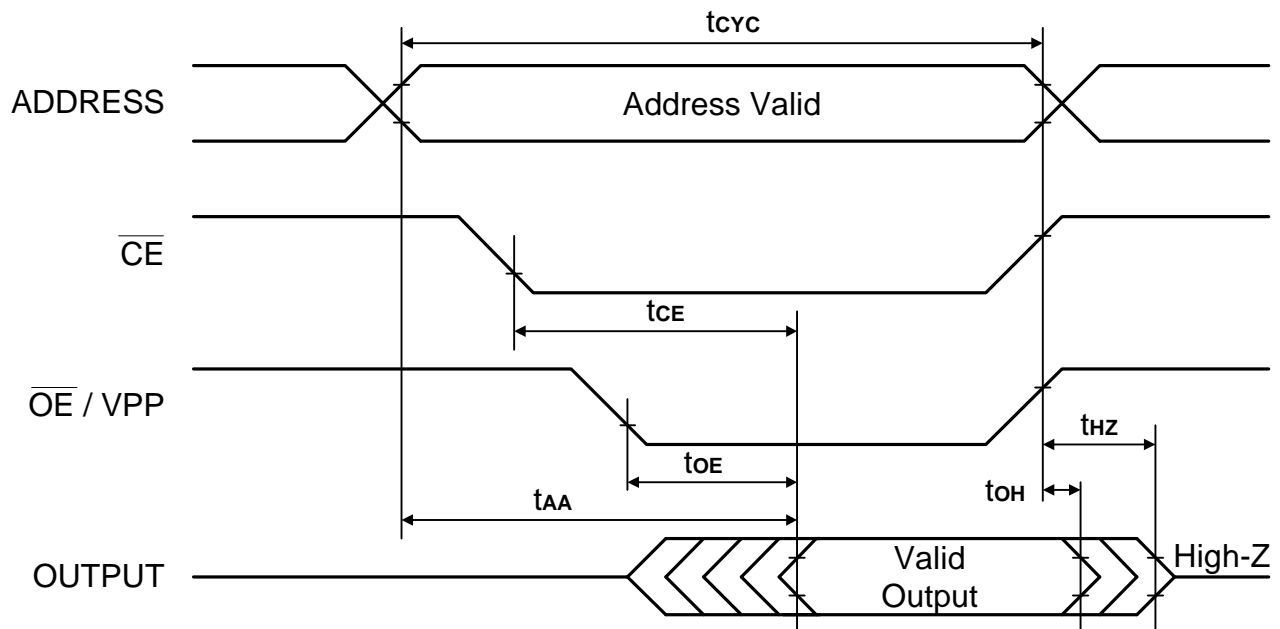 tCYC
ADDRESS
Address Valid
CE
tCE
OE / VPP
tHZ
tOE
tOH
tAA
OUTPUT
Valid
Output
High-Z